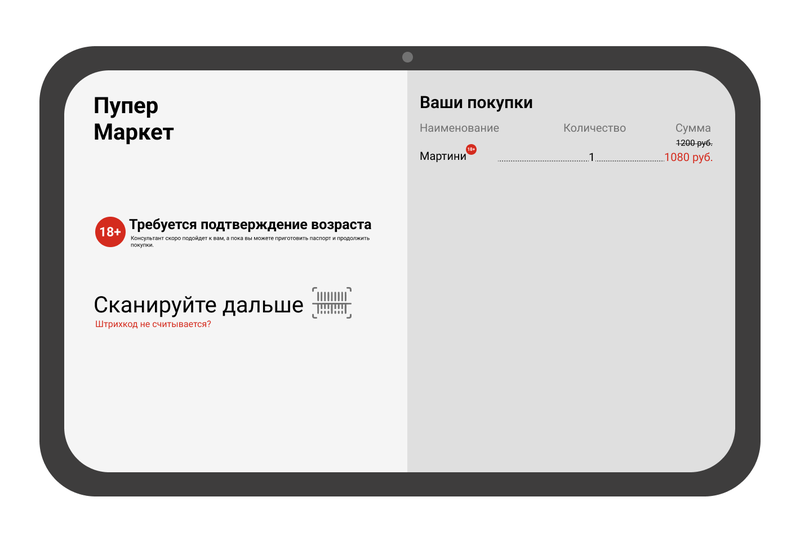 Пупер
Маркет
18+ Требуется подтверждение возраста
Консультант скоро подойдет к вам, а пока вы можете приготовить паспорт и продолжить
покупки.
Сканируйте дальше
Штрихкод не считывается?
Ваши покупки
Наименование Количество Сумма
1200 руб.
Мартини 18+ 1 1080 руб.